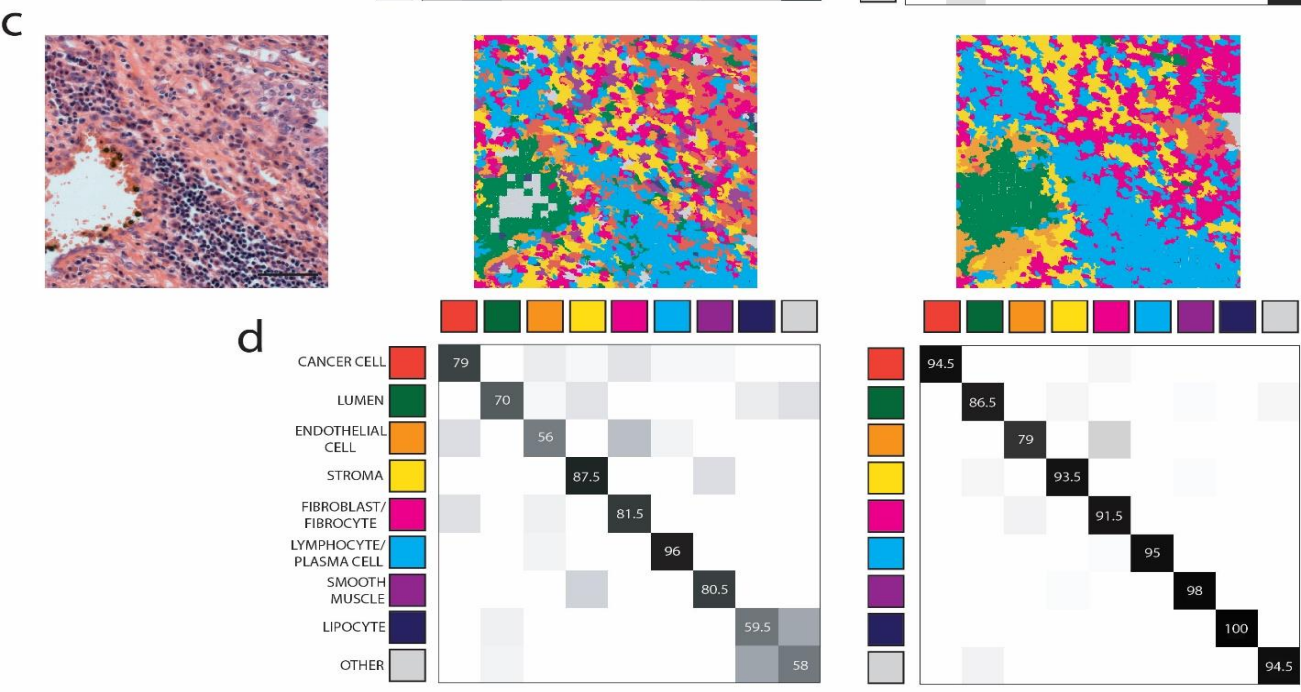 c
d
CANCER CELL
79
94.5
LUMEN
70
86.5
ENDOTHELIAL
CELL
56
79
STROMA
87.5
93.5
FIBROBLAST/
FIBROCYTE
81.5
91.5
LYMPHOCYTE/
PLASMA CELL
96
95
SMOOTH
MUSCLE
80.5
98
LIPOCYTE
59.5
100
OTHER
58
94.5